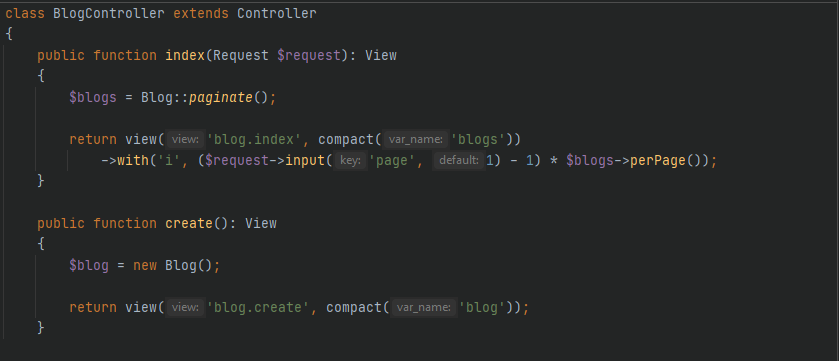 class BlogController extends Controller
{
    public function index(Request $request): View
    {
        $blogs = Blog::paginate();

        return view( view: 'blog.index', compact( var_name: 'blogs'))
            ->with('i', ($request->input( key: 'page', default: 1) - 1) * $blogs->perPage());
    }

    public function create(): View
    {
        $blog = new Blog();

        return view( view: 'blog.create', compact( var_name: 'blog'));
    }